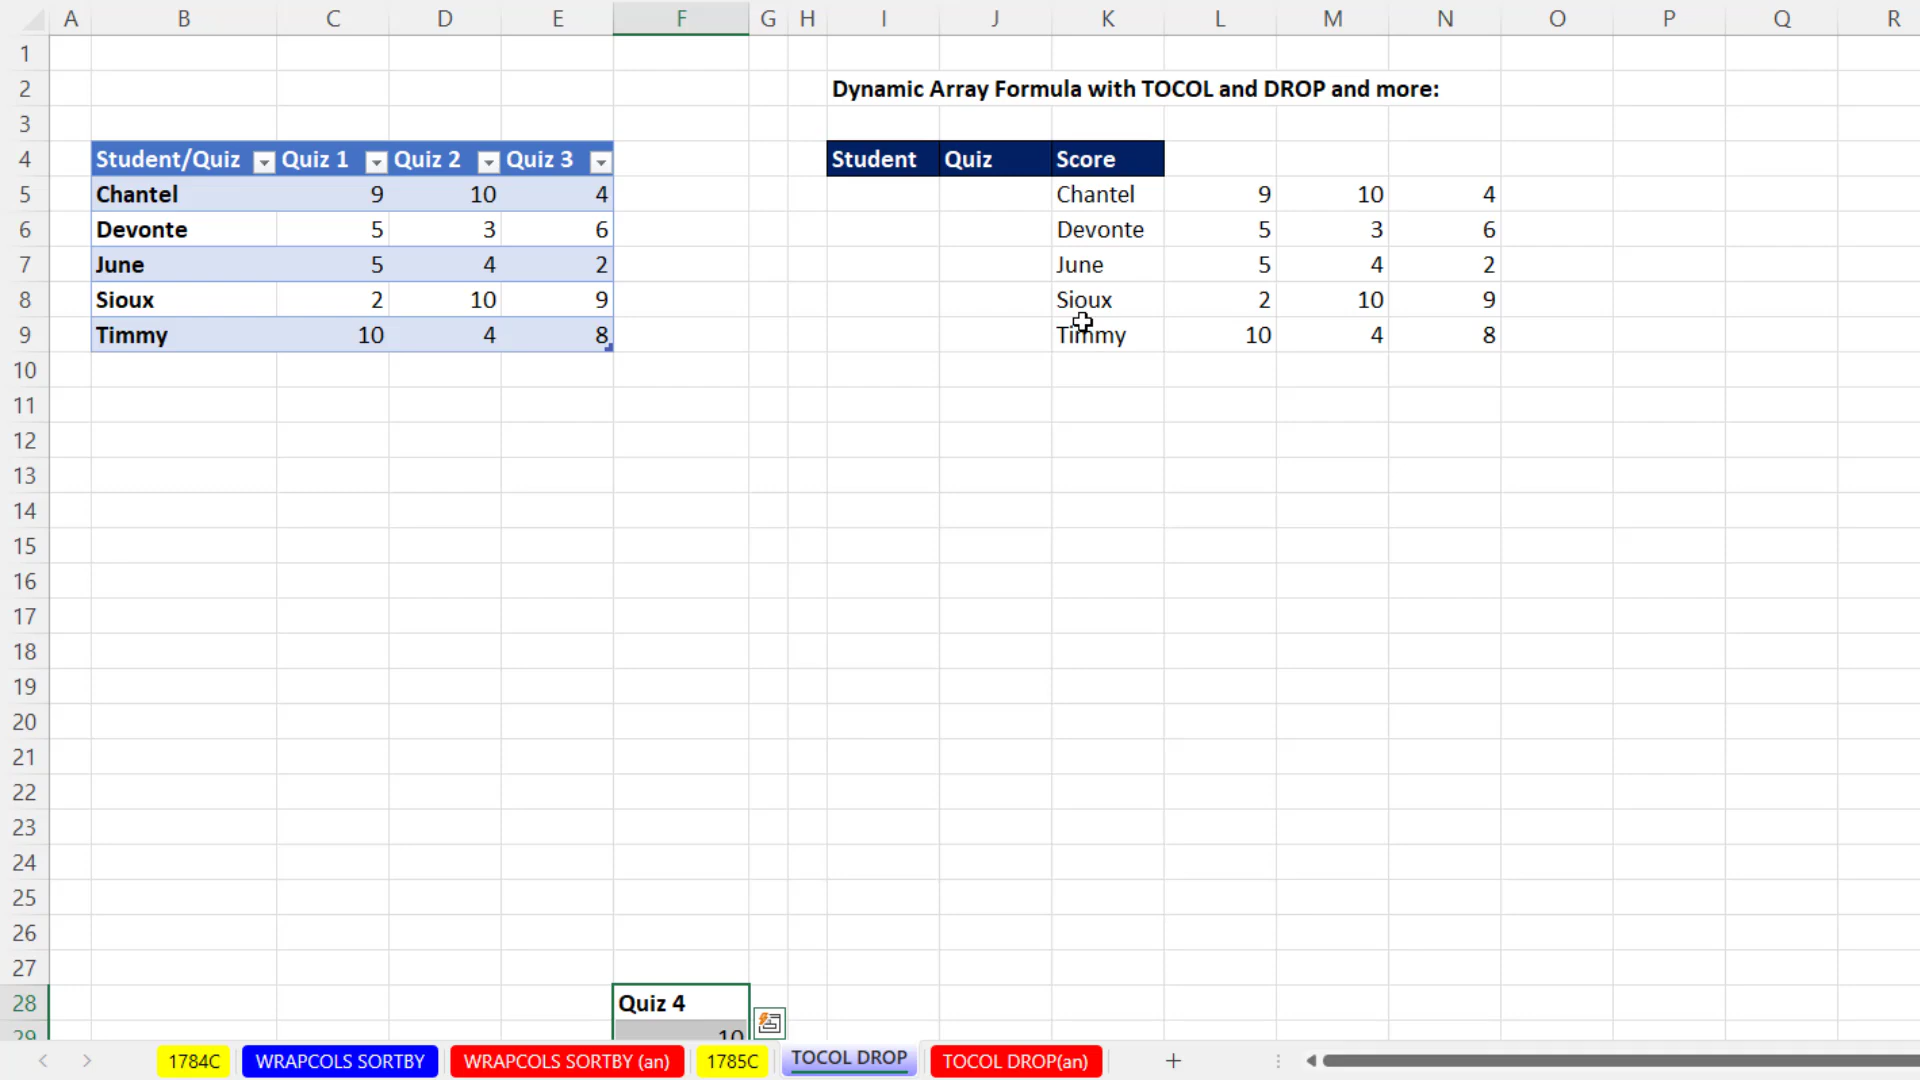 A B C D E F G H I J K L M N O P Q R
1
2 Dynamic Array Formula with TOCOL and DROP and more:
3
4 Student/Quiz Quiz 1 Quiz 2 Quiz 3 Student Quiz Score
5 Chantel 9 10 4 Chantel 9 10 4
6 Devonte 5 3 6 Devonte 5 3 6
7 June 5 4 2 June 5 4 2
8 Sioux 2 10 9 Sioux 2 10 9
9 Timmy 10 4 8 Timmy 10 4 8
10
11
12
13
14
15
16
17
18
19
20
21
22
23
24
25
26
27
28 Quiz 4
29 10
1784C WRAPCOLS SORTBY WRAPCOLS SORTBY (an) 1785C TOCOL DROP TOCOL DROP(an)